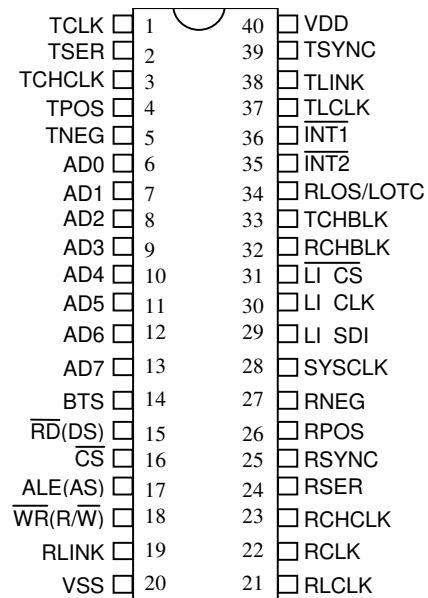 TCLK 1 40 VDD
TSER 2 39 TSYNC
TCHCLK 3 38 TLINK
TPOS 4 37 TLCLK
TNEG 5 36 INT1
AD0 6 35 INT2
AD1 7 34 RLOS/LOTC
AD2 8 33 TCHBLK
AD3 9 32 RCHBLK
AD4 10 31 LI CS
AD5 11 30 LI CLK
AD6 12 29 LI SDI
AD7 13 28 SYSCLK
BTS 14 27 RNEG
RD(DS) 15 26 RPOS
CS 16 25 RSYNC
ALE(AS) 17 24 RSER
WR(R/W) 18 23 RCHCLK
RLINK 19 22 RCLK
VSS 20 21 RLCLK